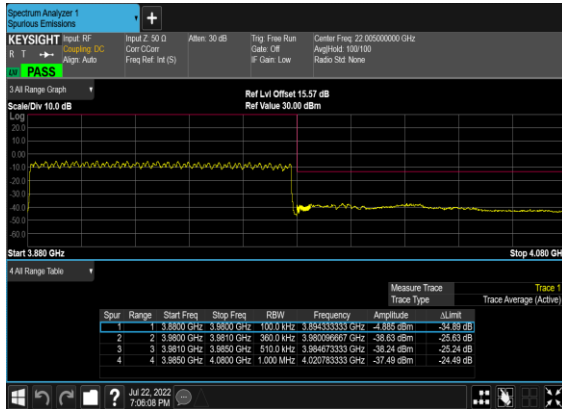 Spectrum Analyzer 1
Spurious Emissions
KEYSIGHT Input: RF Input Z: 50 Ω Atten: 30 dB Trig: Free Run Center Freq: 22.005000000 GHz
R T Coupling: DC Corr CCorr Gate: Off Avg|Hold: 100/100
Align: Auto Freq Ref: Int (S) IF Gain: Low Radio Std: None
PASS
3 All Range Graph Ref Lvl Offset 15.57 dB
Scale/Div 10.0 dB Ref Value 30.00 dBm
Log
20.0
10.0
0.00
-10.0
-20.0
-30.0
-40.0
-50.0
-60.0
Start 3.880 GHz Stop 4.080 GH
4 All Range Table
Measure Trace Trace 1
Trace Type Trace Average (Active)
Spur Range Start Freq Stop Freq RBW Frequency Amplitude ΔLimit
1 1 3.8800 GHz 3.9800 GHz 100.0 kHz 3.894333333 GHz -4.885 dBm -34.89 dB
2 2 3.9800 GHz 3.9810 GHz 360.0 kHz 3.980096667 GHz -38.63 dBm -25.63 dB
3 3 3.9810 GHz 3.9850 GHz 510.0 kHz 3.984673333 GHz -38.24 dBm -25.24 dB
4 4 3.9850 GHz 4.0800 GHz 1.000 MHz 4.020783333 GHz -37.49 dBm -24.49 dB
? Jul 22, 2022
7:06:08 PM